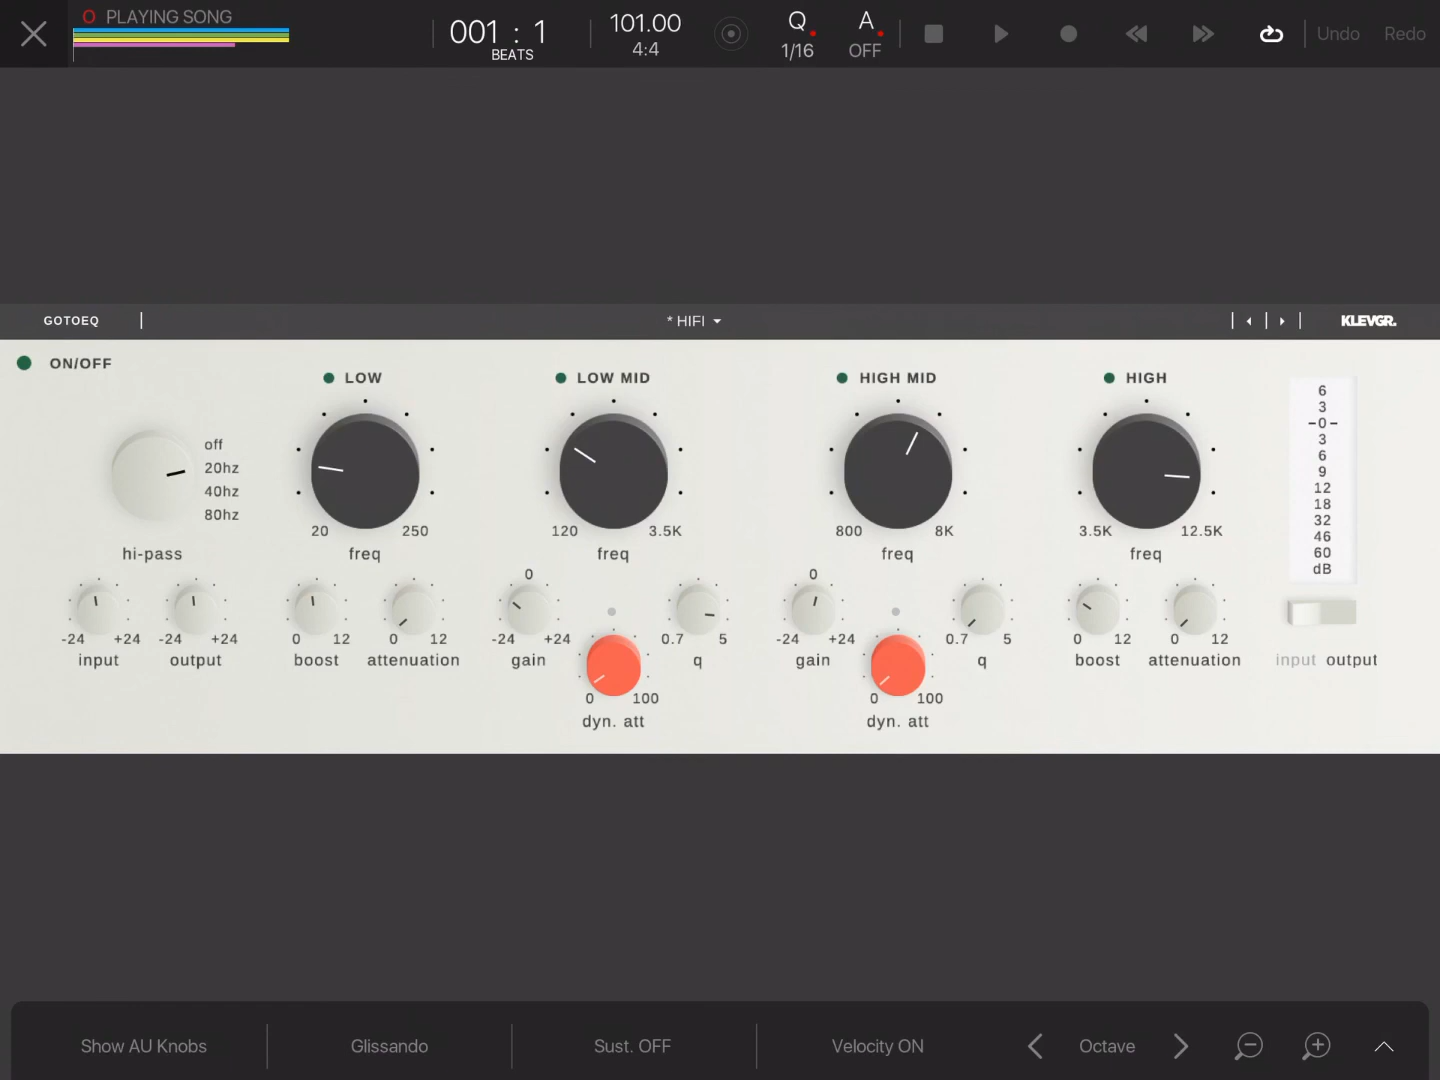 O PLAYING SONG
001 : 1
BEATS
101.00
4:4
Q
1/16
A
OFF
Undo
Redo
GOTOEQ
* HIFI
KLEVGR.
ON/OFF
LOW
LOW MID
HIGH MID
HIGH
off
20hz
40hz
80hz
hi-pass
20 250
freq
120 3.5K
freq
800 8K
freq
3.5K 12.5K
freq
6
3
-0-
3
6
9
12
18
32
46
60
dB
-24 +24
input
-24 +24
output
0 12
boost
0 12
attenuation
0
-24 +24
gain
0 100
dyn. att
0.7 5
q
0
-24 +24
gain
0 100
dyn. att
0.7 5
q
0 12
boost
0 12
attenuation
input output
Show AU Knobs
Glissando
Sust. OFF
Velocity ON
Octave